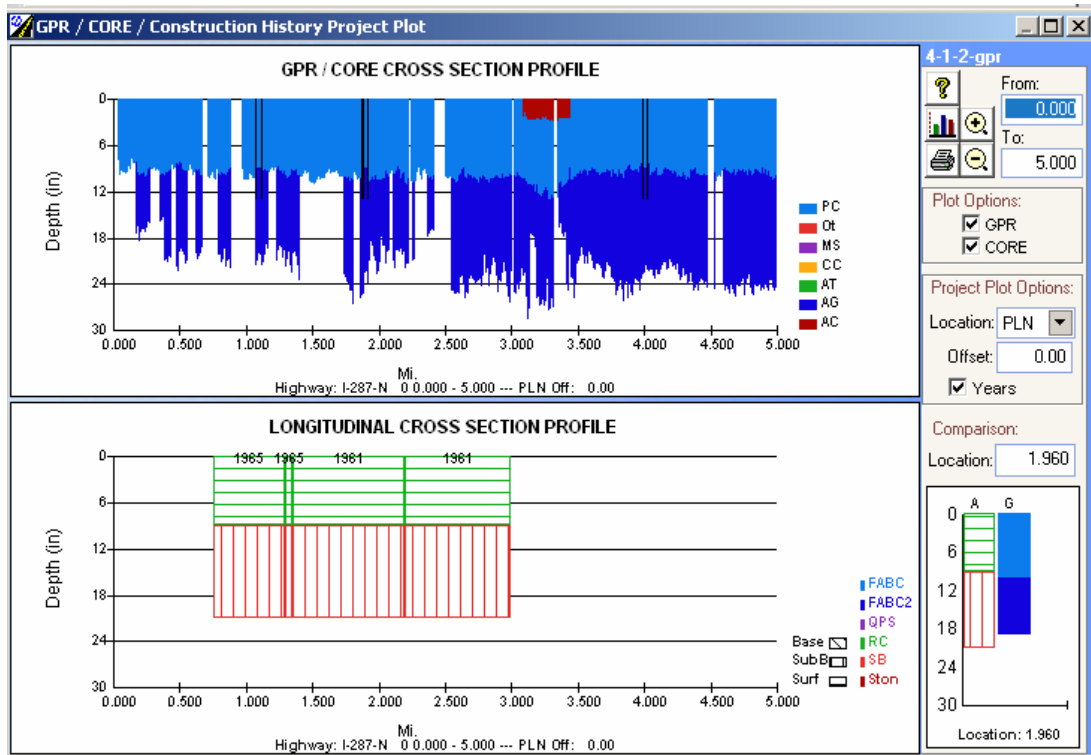 GPR / CORE / Construction History Project Plot
GPR / CORE CROSS SECTION PROFILE
Depth (in)
0
6
12
18
24
30
0.000 0.500 1.000 1.500 2.000 2.500 3.000 3.500 4.000 4.500 5.000
Mi.
Highway: I-287-N 0 0.000 - 5.000 --- PLN Off: 0.00
PC
Ot
MS
CC
AT
AG
AC
LONGITUDINAL CROSS SECTION PROFILE
Depth (in)
0
6
12
18
24
30
1965 1965 1961 1961
0.000 0.500 1.000 1.500 2.000 2.500 3.000 3.500 4.000 4.500 5.000
Mi.
Highway: I-287-N 0 0.000 - 5.000 --- PLN Off: 0.00
Base
SubB
Surf
FABC
FABC2
QPS
RC
SB
Ston
4-1-2-gpr
From:
0.000
To:
5.000
Plot Options:
GPR
CORE
Project Plot Options:
Location: PLN
Offset: 0.00
Years
Comparison:
Location: 1.960
A G
0
6
12
18
24
30
Location: 1.960